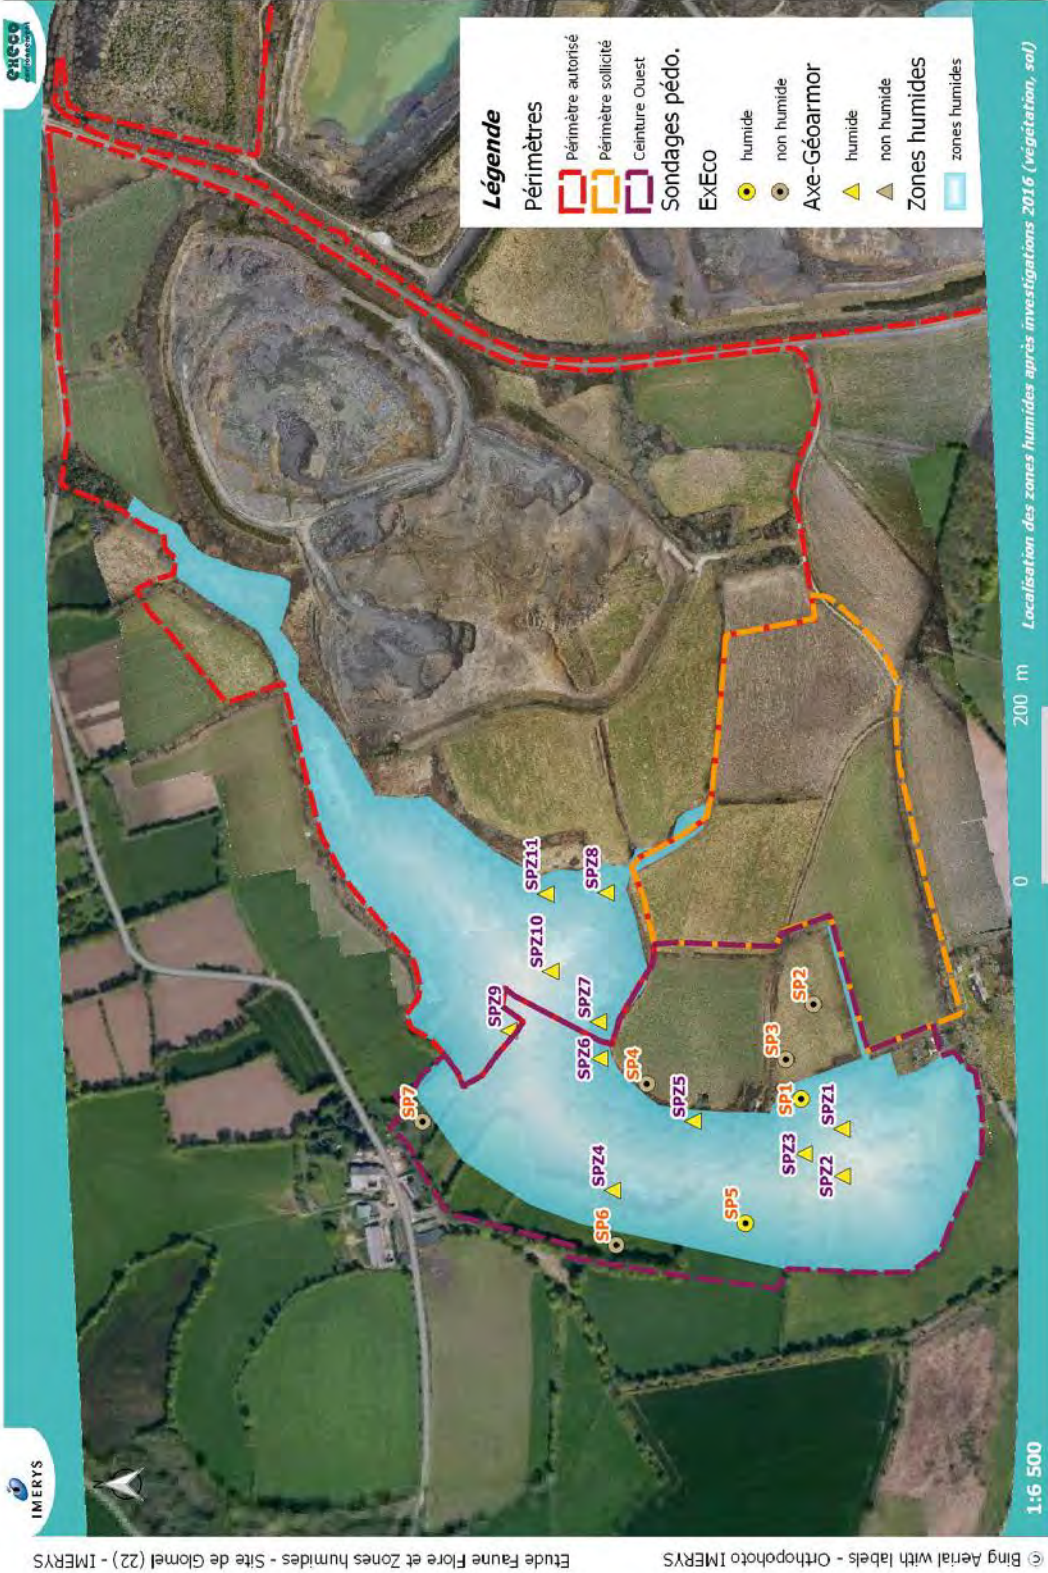 IMERYS
ExEco
environnement
N
Légende
Périmètres
Périmètre autorisé
Périmètre sollicité
Ceinture Ouest
Sondages pédo.
ExEco
humide
non humide
Axe-Géoarmor
humide
non humide
Zones humides
zones humides
SPZ11
SPZ8
SPZ10
SPZ9
SPZ7
SPZ6
SP7
SP4
SP2
SP3
SPZ5
SP1
SPZ1
SPZ3
SPZ2
SPZ4
SP6
SP5
1:6 500
0 200 m
Localisation des zones humides après investigations 2016 (végétation, sol)
Etude Faune Flore et Zones humides - Site de Glomel (22) - IMERYS
© Bing Aerial with labels - Orthopohoto IMERYS